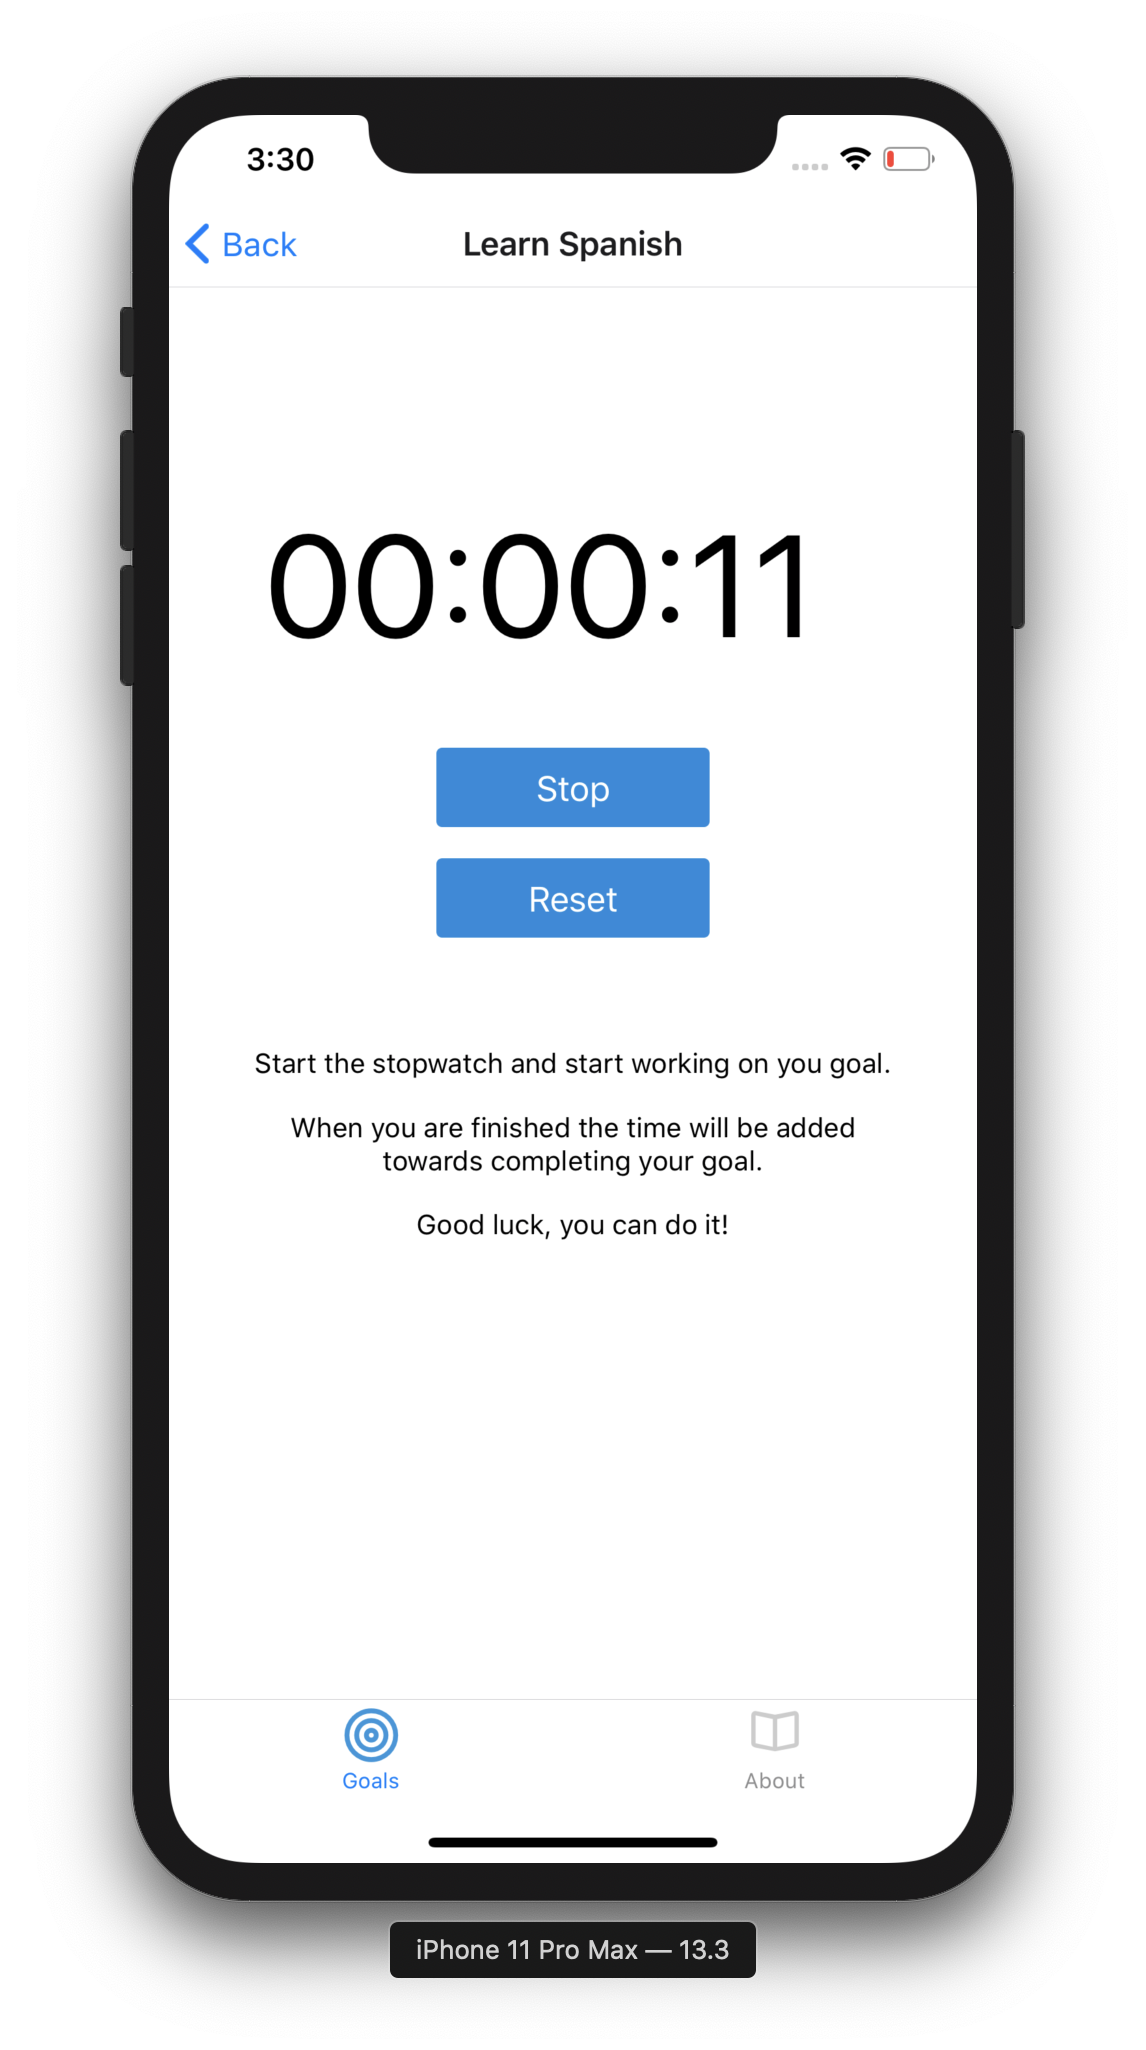 3:30
Back
Learn Spanish
00:00:11
Stop
Reset
Start the stopwatch and start working on you goal.
When you are finished the time will be added
towards completing your goal.
Good luck, you can do it!
Goals
About
iPhone 11 Pro Max — 13.3